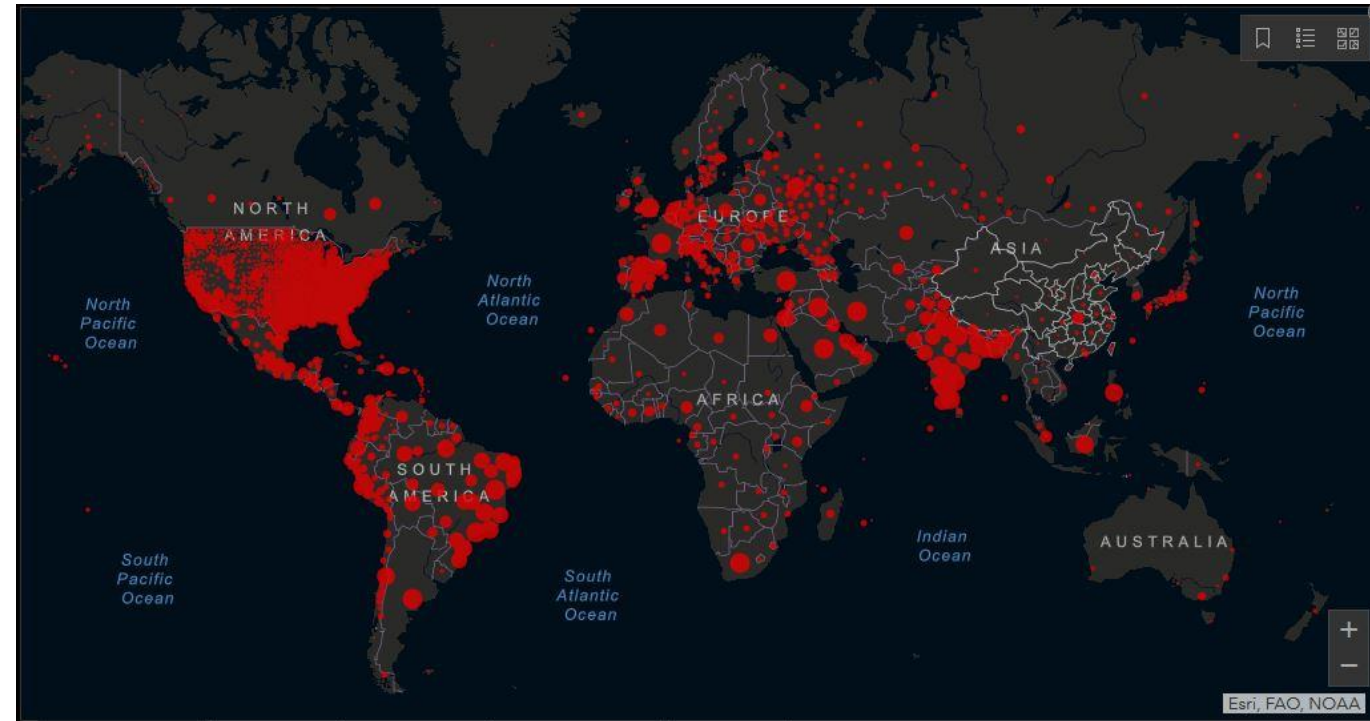 NORTH
AMERICA
EUROPE
ASIA
North
Pacific
Ocean
North
Atlantic
Ocean
North
Pacific
Ocean
AFRICA
SOUTH
AMERICA
South
Pacific
Ocean
South
Atlantic
Ocean
Indian
Ocean
AUSTRALIA
+
−
Esri, FAO, NOAA